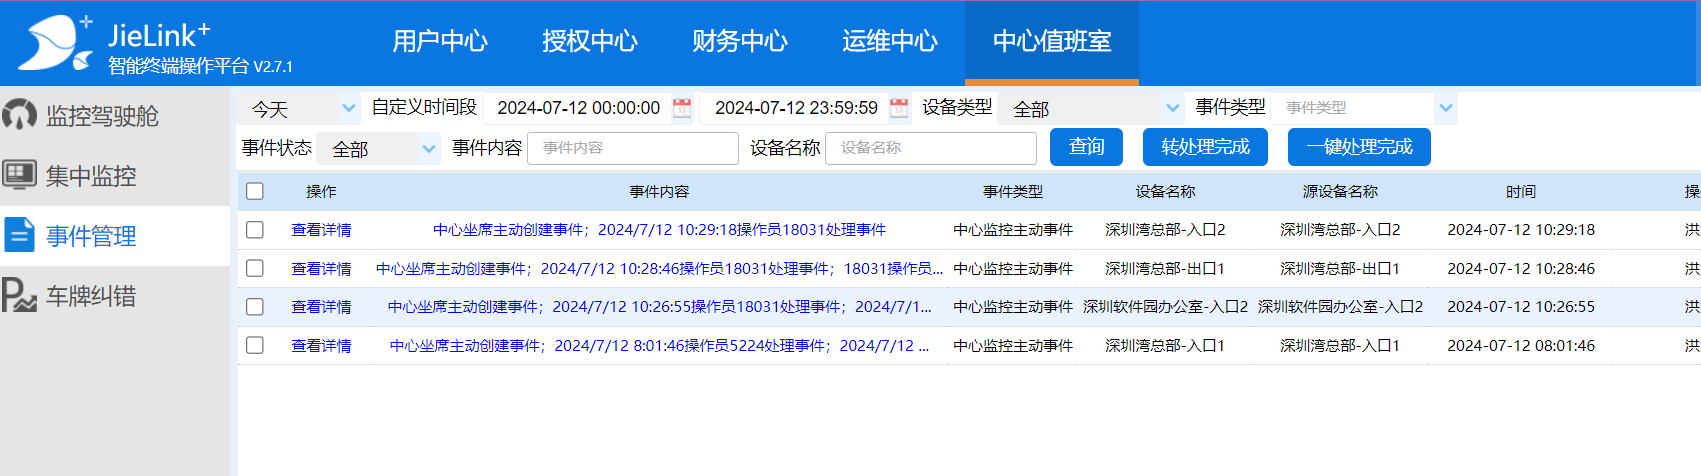 JieLink+
智能终端操作平台 V2.7.1
用户中心 授权中心 财务中心 运维中心 中心值班室
监控驾驶舱
集中监控
事件管理
车牌纠错
今天 自定义时间段 2024-07-12 00:00:00 2024-07-12 23:59:59 设备类型 全部 事件类型 事件类型
事件状态 全部 事件内容 事件内容 设备名称 设备名称 查询 转处理完成 一键处理完成
操作 事件内容 事件类型 设备名称 源设备名称 时间 操
查看详情 中心坐席主动创建事件；2024/7/12 10:29:18操作员18031处理事件 中心监控主动事件 深圳湾总部-入口2 深圳湾总部-入口2 2024-07-12 10:29:18 洪
查看详情 中心坐席主动创建事件；2024/7/12 10:28:46操作员18031处理事件；18031操作员... 中心监控主动事件 深圳湾总部-出口1 深圳湾总部-出口1 2024-07-12 10:28:46 洪
查看详情 中心坐席主动创建事件；2024/7/12 10:26:55操作员18031处理事件；2024/7/1... 中心监控主动事件 深圳软件园办公室-入口2 深圳软件园办公室-入口2 2024-07-12 10:26:55 洪
查看详情 中心坐席主动创建事件；2024/7/12 8:01:46操作员5224处理事件；2024/7/12 ... 中心监控主动事件 深圳湾总部-入口1 深圳湾总部-入口1 2024-07-12 08:01:46 洪